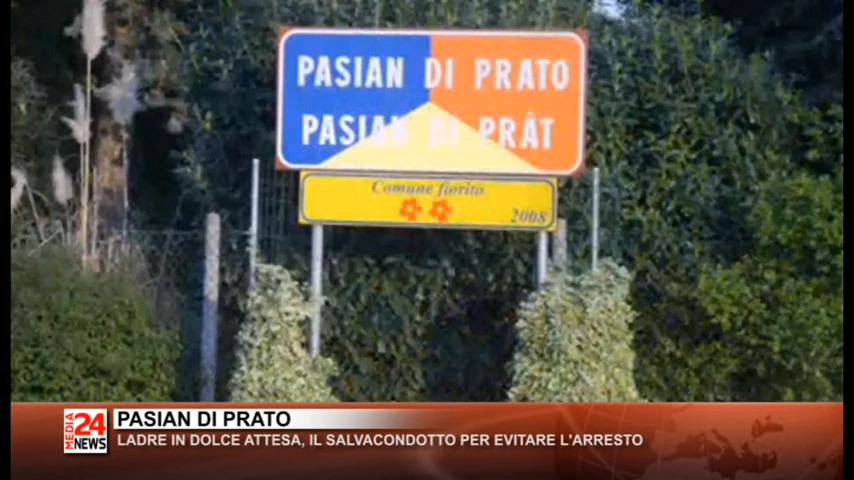 PASIAN DI PRATO
PASIAN DI PRÂT
Comune fiorito
2008
MEDIA
24
NEWS
PASIAN DI PRATO
LADRE IN DOLCE ATTESA, IL SALVACONDOTTO PER EVITARE L'ARRESTO